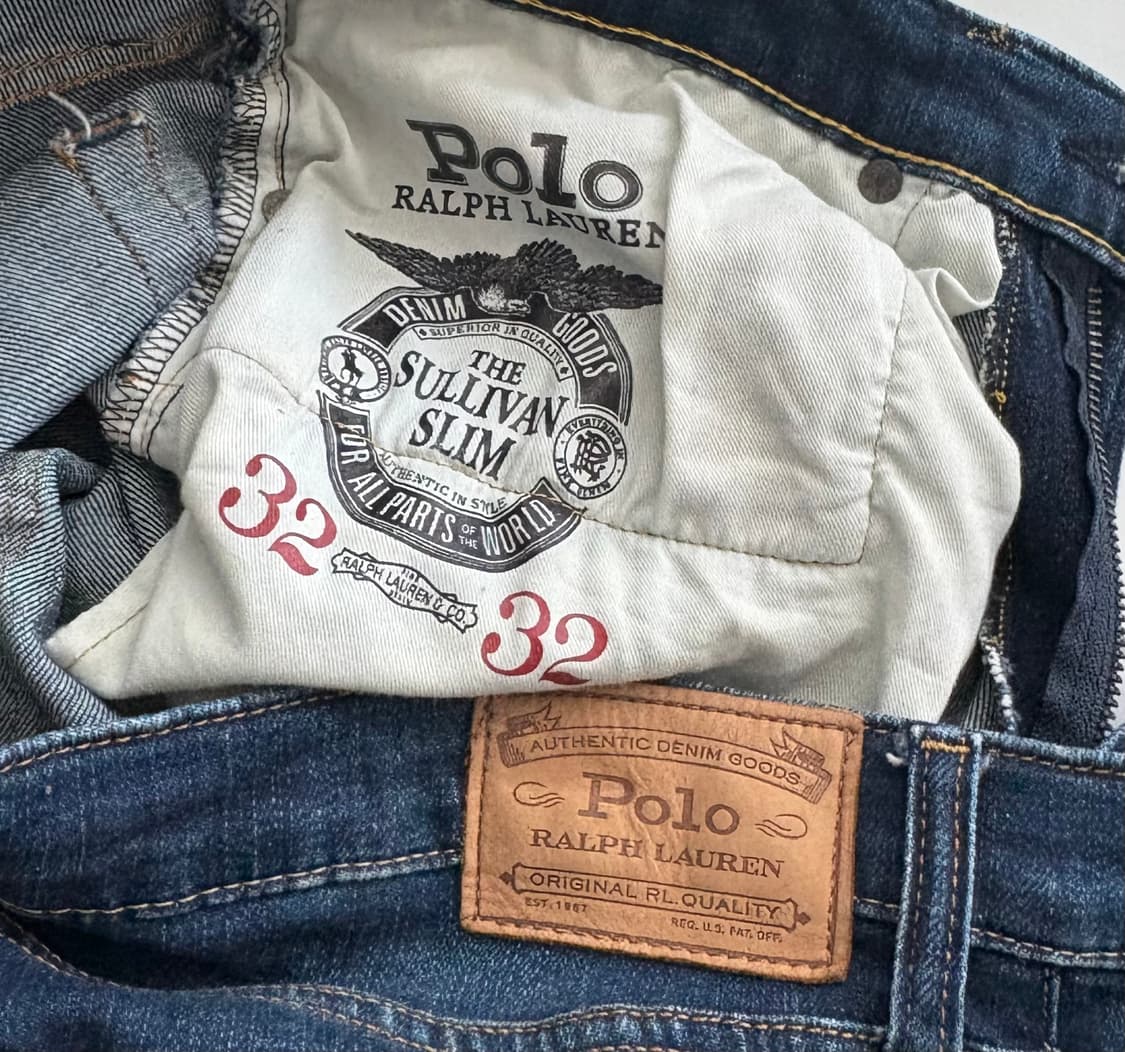 Polo
RALPH LAUREN
DENIM GOODS
SUPERIOR IN QUALITY
THE
SULLIVAN
SLIM
AUTHENTIC IN STYLE
FOR ALL PARTS OF THE WORLD
32
RALPH LAUREN & CO.
32
AUTHENTIC DENIM GOODS
Polo
RALPH LAUREN
ORIGINAL RL. QUALITY
EST. 1967
REG. U.S. PAT. OFF.